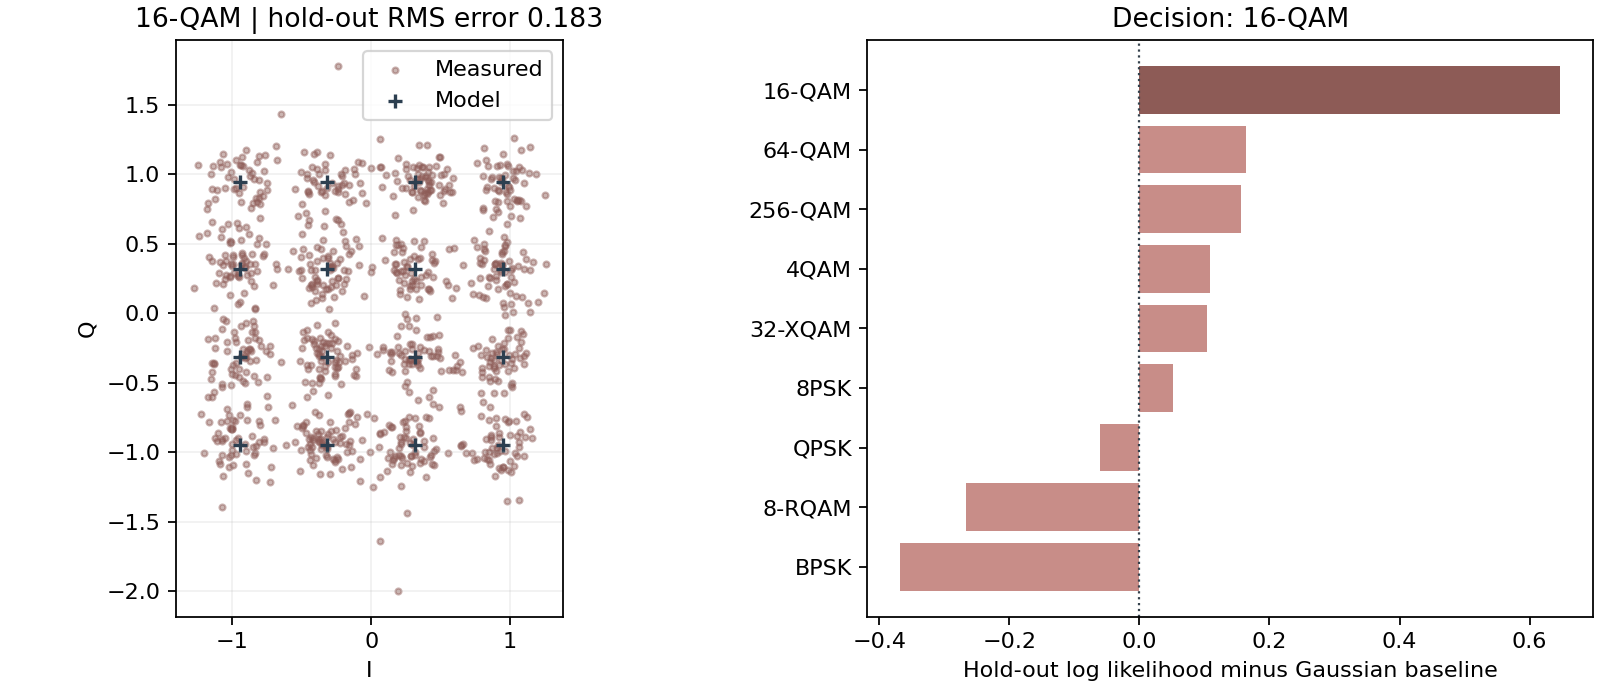 16-QAM | hold-out RMS error 0.183
Measured
Model
1.5
1.0
0.5
0.0
−0.5
−1.0
−1.5
−2.0
Q
−1
0
1
I
Decision: 16-QAM
16-QAM
64-QAM
256-QAM
4QAM
32-XQAM
8PSK
QPSK
8-RQAM
BPSK
−0.4
−0.2
0.0
0.2
0.4
0.6
Hold-out log likelihood minus Gaussian baseline